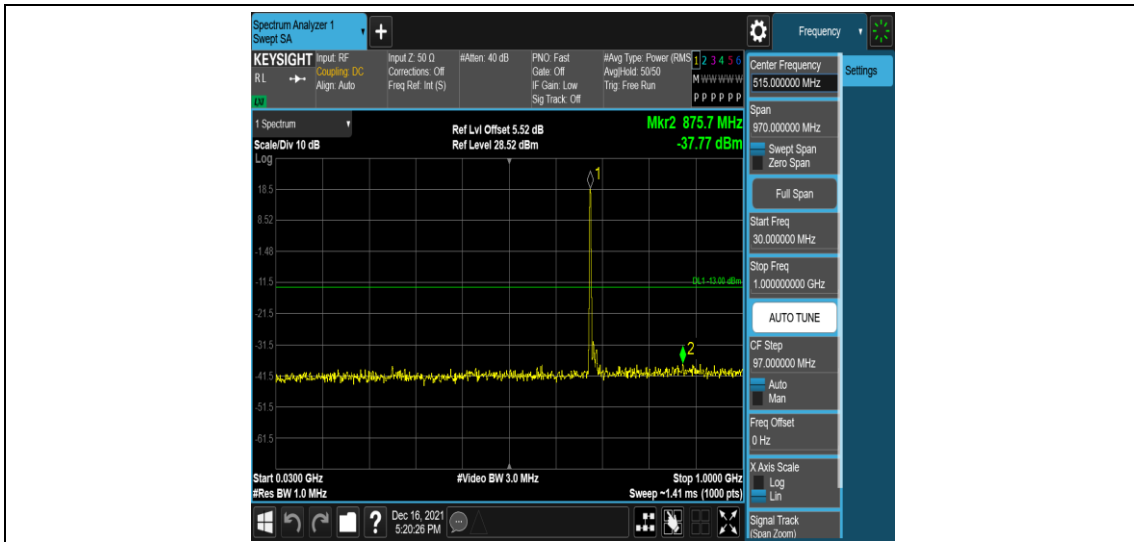 Spectrum Analyzer 1
Swept SA
Frequency
KEYSIGHT
RL
LXI
Input: RF
Coupling: DC
Align: Auto
Input Z: 50 Ω
Corrections: Off
Freq Ref: Int (S)
#Atten: 40 dB
PNO: Fast
Gate: Off
IF Gain: Low
Sig Track: Off
#Avg Type: Power (RMS
Avg|Hold: 50/50
Trig: Free Run
1 2 3 4 5 6
M W W W W W
P P P P P P
Center Frequency
515.000000 MHz
Settings
1 Spectrum
Scale/Div 10 dB
Log
Ref Lvl Offset 5.52 dB
Ref Level 28.52 dBm
Mkr2 875.7 MHz
-37.77 dBm
1
18.5
8.52
-1.48
-11.5
DL1 -13.00 dBm
-21.5
-31.5
2
-41.5
-51.5
-61.5
Start 0.0300 GHz
#Res BW 1.0 MHz
#Video BW 3.0 MHz
Stop 1.0000 GHz
Sweep ~1.41 ms (1000 pts)
Span
970.000000 MHz
Swept Span
Zero Span
Full Span
Start Freq
30.000000 MHz
Stop Freq
1.000000000 GHz
AUTO TUNE
CF Step
97.000000 MHz
Auto
Man
Freq Offset
0 Hz
X Axis Scale
Log
Lin
Signal Track
(Span Zoom)
?
Dec 16, 2021
5:20:26 PM